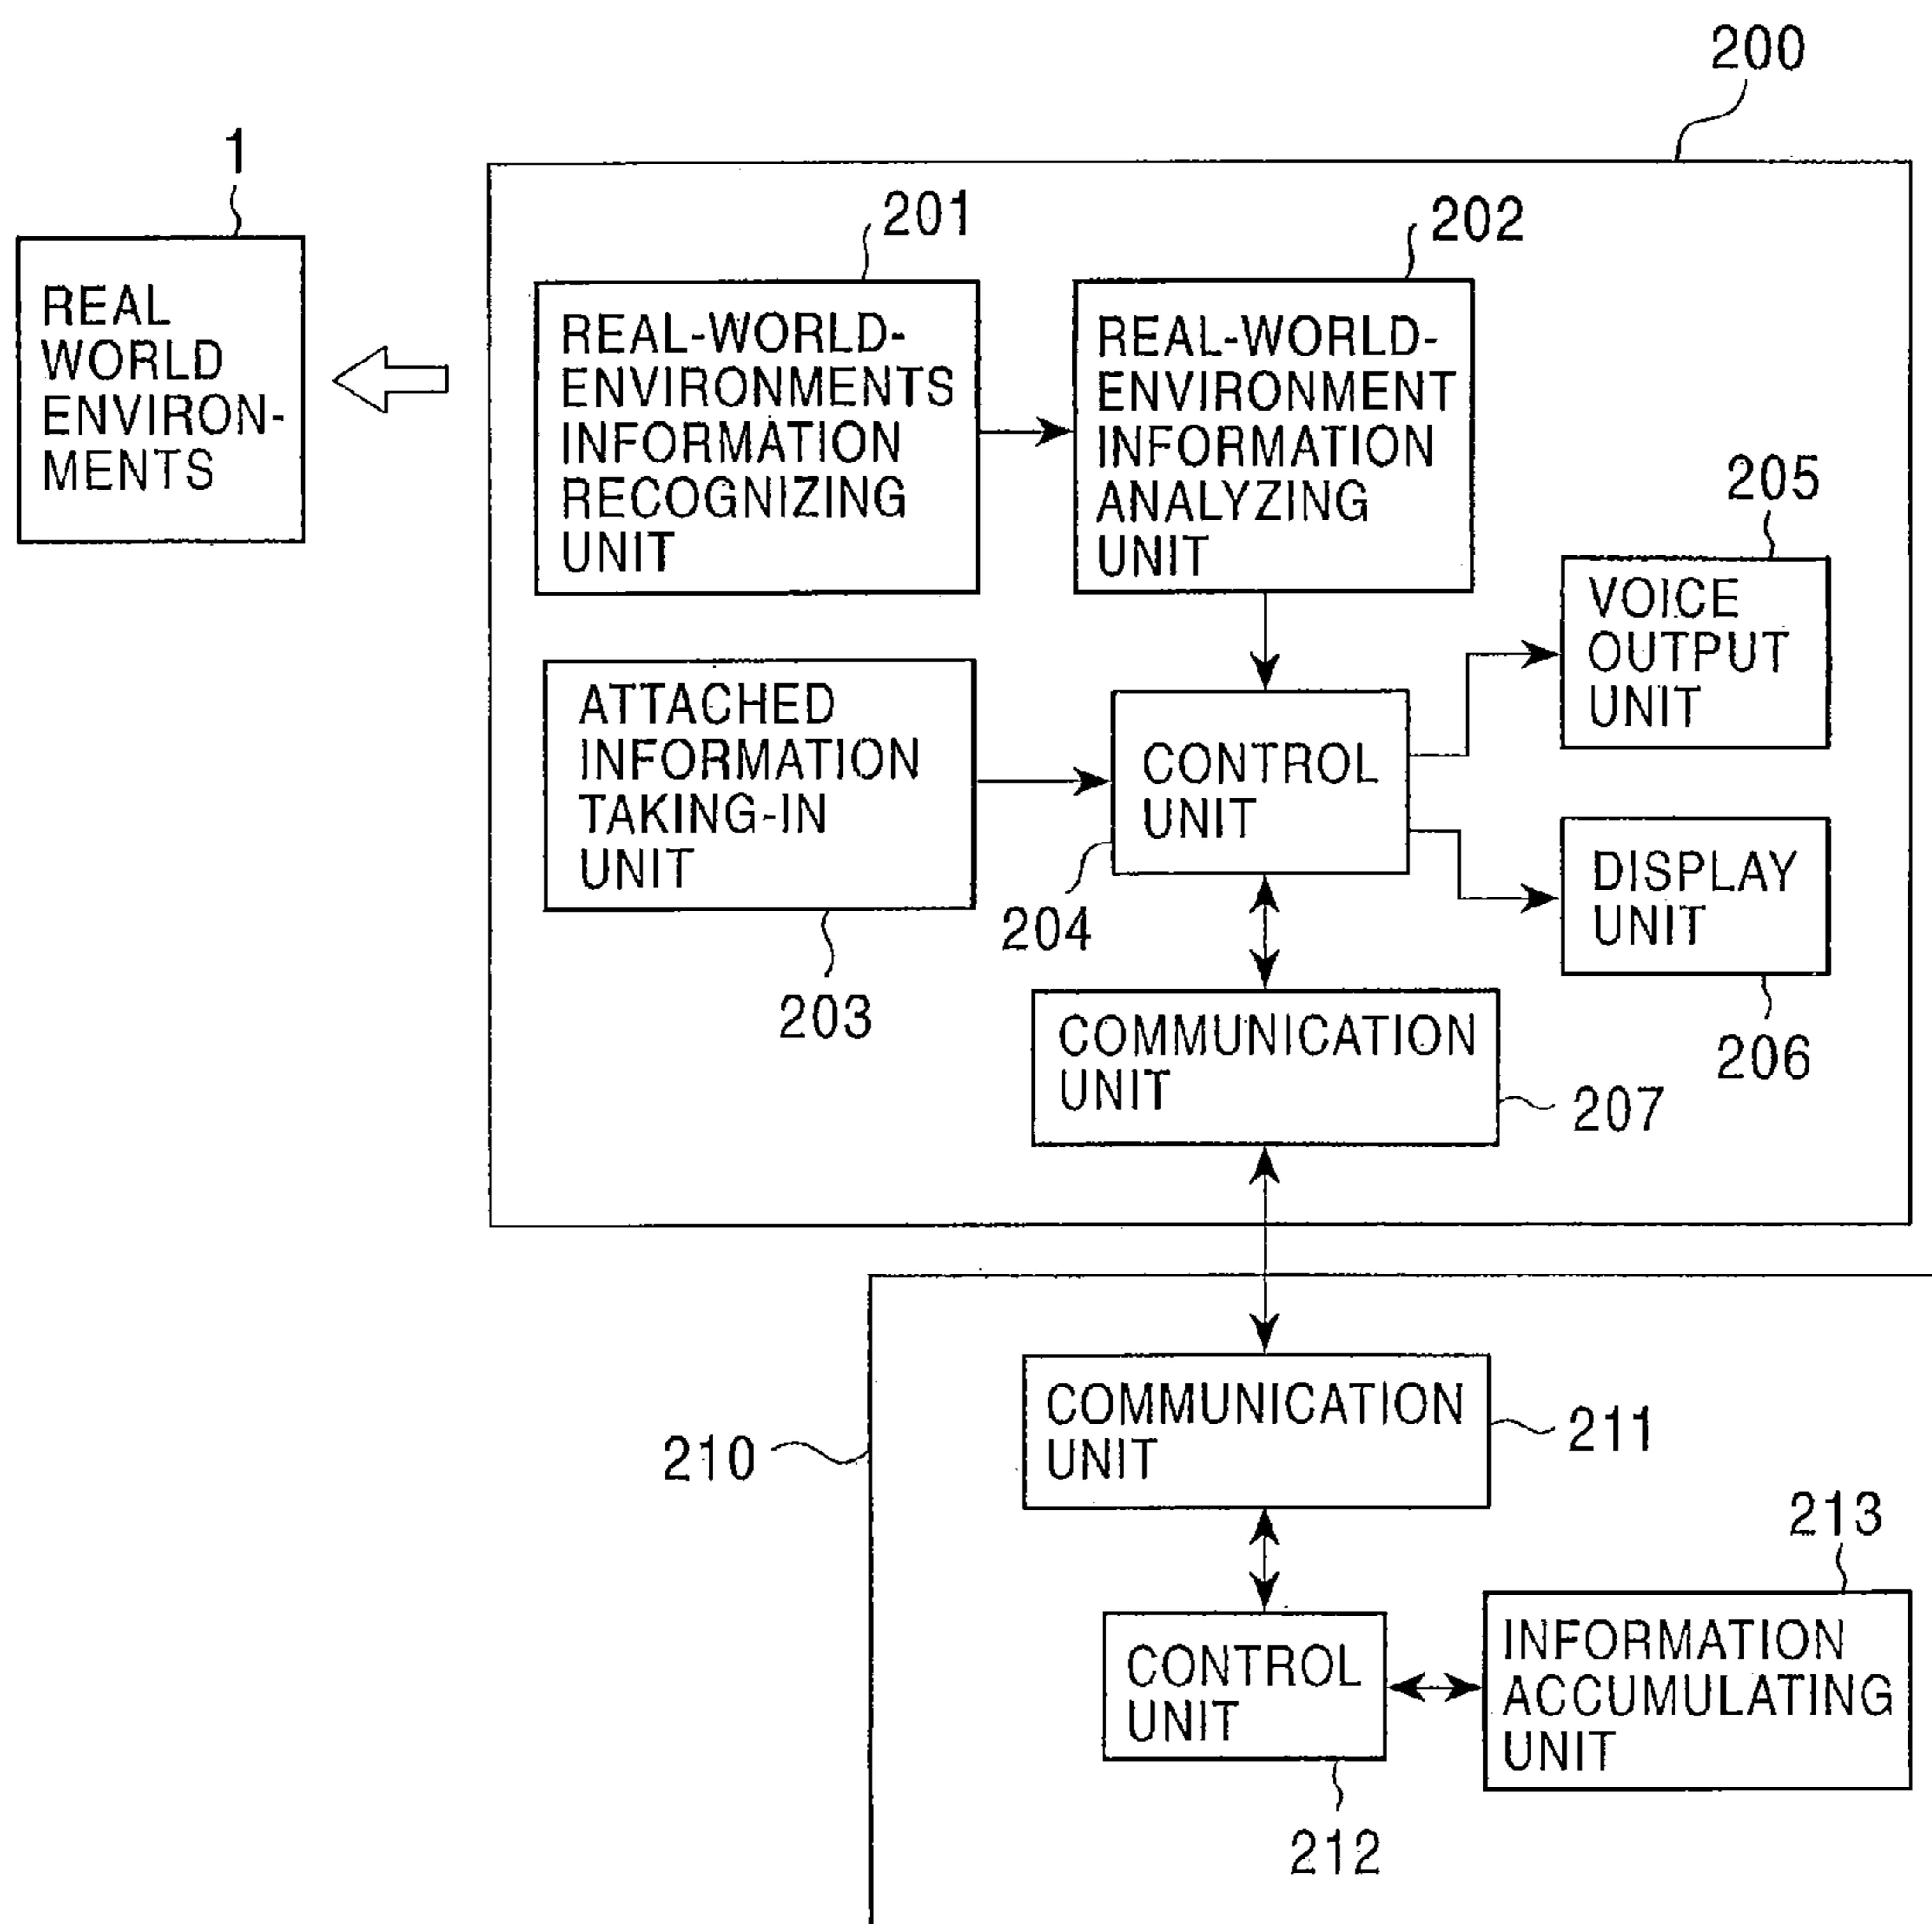 200
1
201
202
REAL
WORLD
ENVIRON-
MENTS
REAL-WORLD-
ENVIRONMENTS
INFORMATION
RECOGNIZING
UNIT
REAL-WORLD-
ENVIRONMENT
INFORMATION
ANALYZING
UNIT
205
VOICE
OUTPUT
UNIT
ATTACHED
INFORMATION
TAKING-IN
UNIT
CONTROL
UNIT
DISPLAY
UNIT
204
203
206
COMMUNICATION
UNIT
207
COMMUNICATION
UNIT
211
210
213
CONTROL
UNIT
INFORMATION
ACCUMULATING
UNIT
212